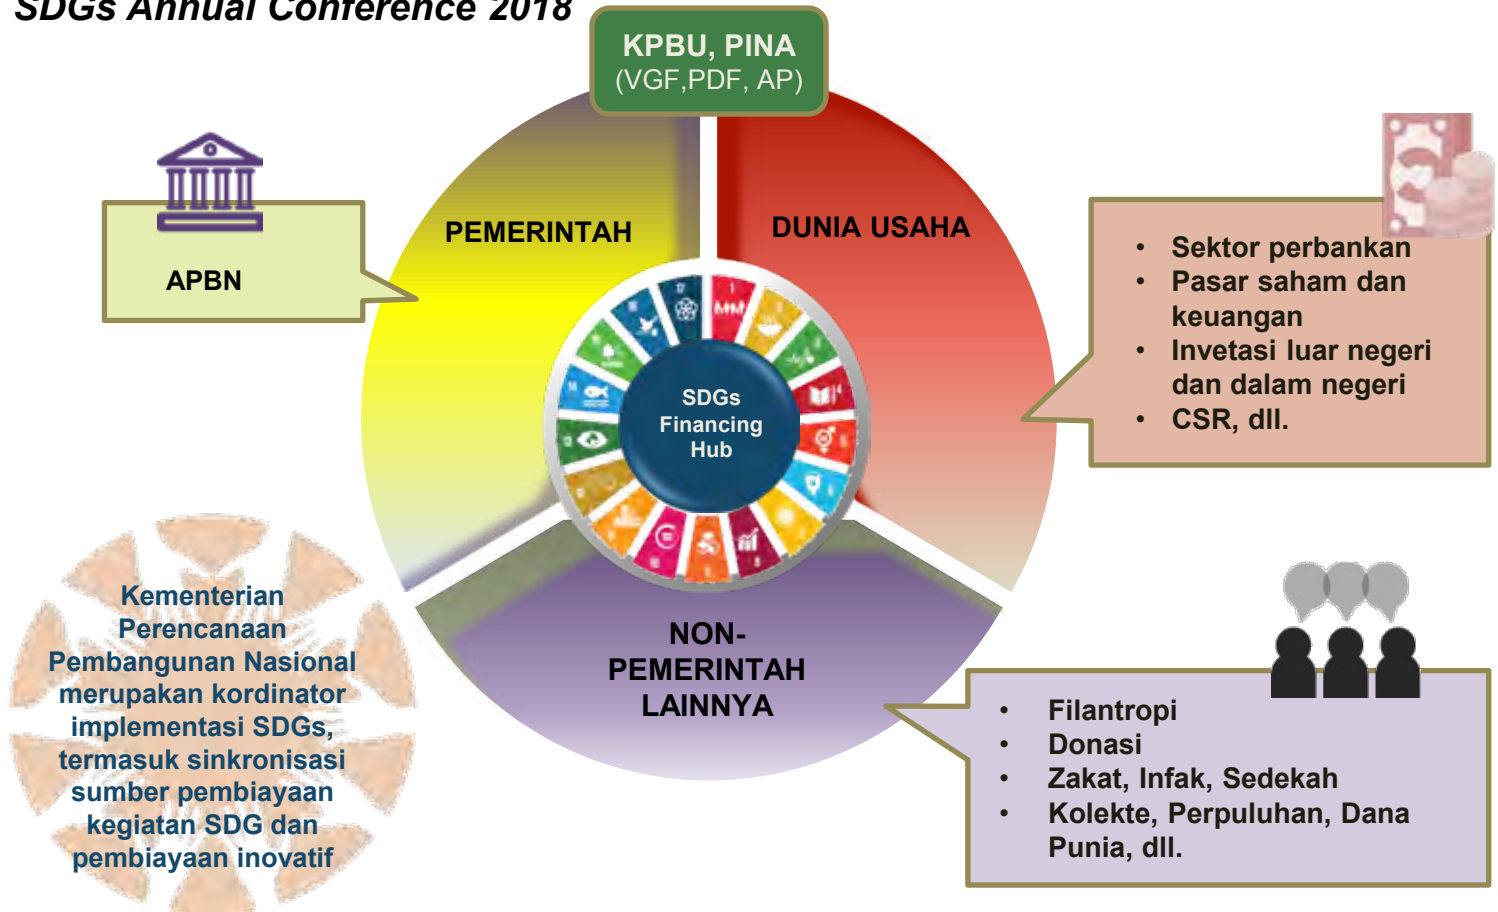 SDGs Annual Conference 2018
KPBU, PINA
(VGF,PDF, AP)
PEMERINTAH
DUNIA USAHA
APBN
• Sektor perbankan
• Pasar saham dan
keuangan
• Invetasi luar negeri
dan dalam negeri
• CSR, dll.
SDGs
Financing
Hub
Kementerian
Perencanaan
Pembangunan Nasional
merupakan kordinator
implementasi SDGs,
termasuk sinkronisasi
sumber pembiayaan
kegiatan SDG dan
pembiayaan inovatif
NON-
PEMERINTAH
LAINNYA
• Filantropi
• Donasi
• Zakat, Infak, Sedekah
• Kolekte, Perpuluhan, Dana
Punia, dll.